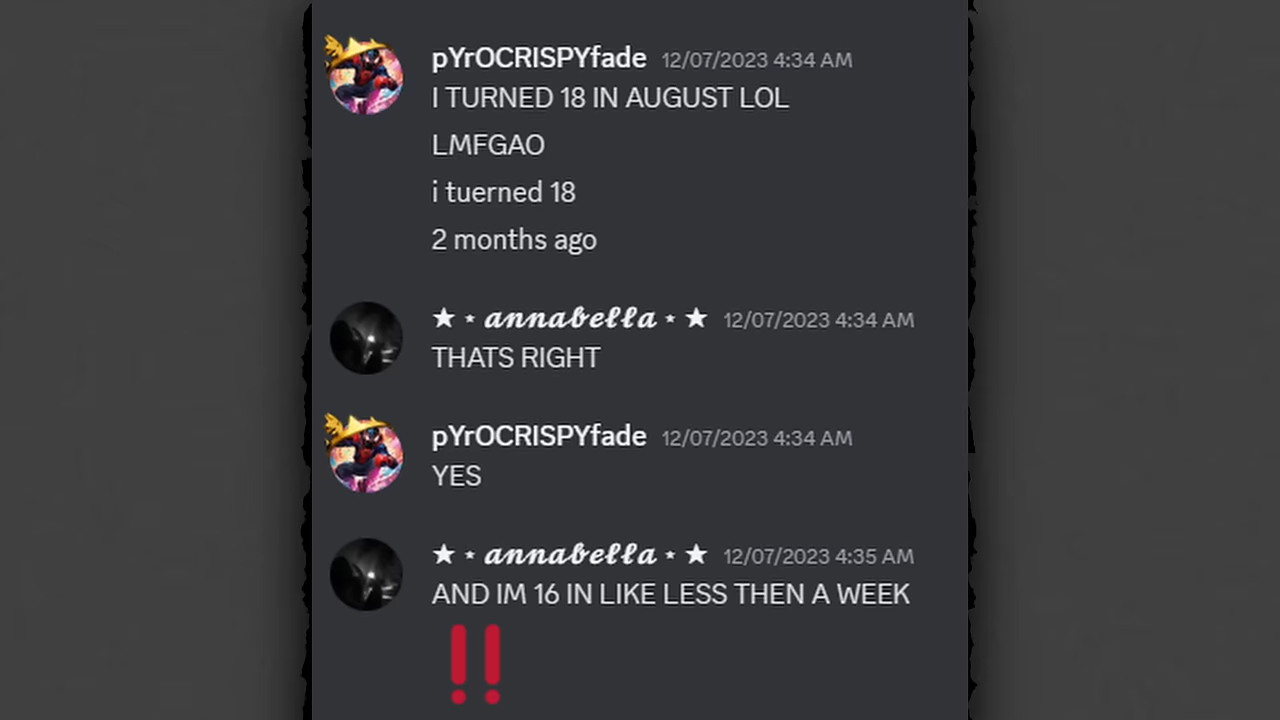 pYrOCRISPYfade 12/07/2023 4:34 AM
I TURNED 18 IN AUGUST LOL
LMFGAO
i tuerned 18
2 months ago
★ ⋆ 𝓪𝓷𝓷𝓪𝓫𝓮𝓵𝓵𝓪 ⋆ ★ 12/07/2023 4:34 AM
THATS RIGHT
pYrOCRISPYfade 12/07/2023 4:34 AM
YES
★ ⋆ 𝓪𝓷𝓷𝓪𝓫𝓮𝓵𝓵𝓪 ⋆ ★ 12/07/2023 4:35 AM
AND IM 16 IN LIKE LESS THEN A WEEK
‼️